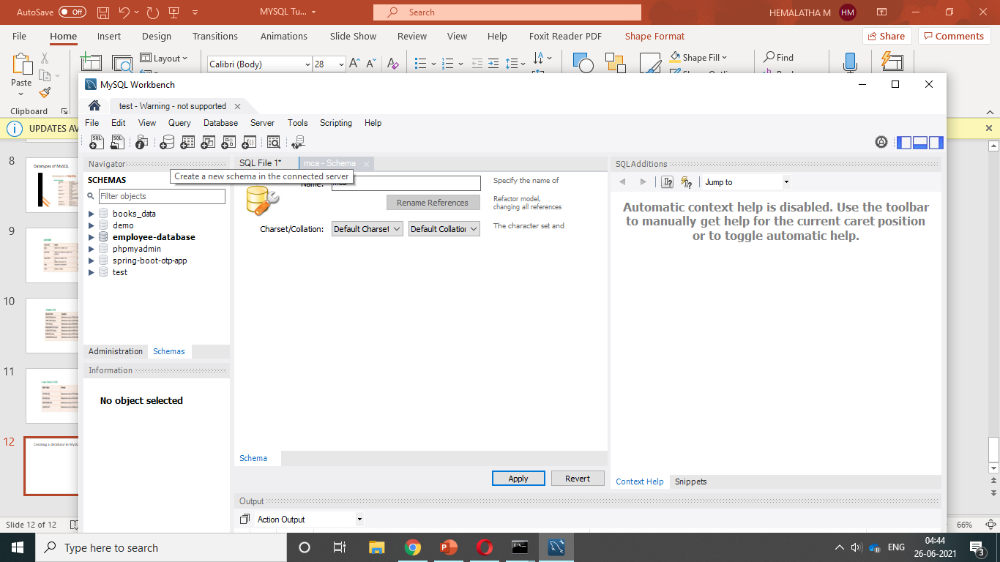 AutoSave Off MYSQL Tu... Search HEMALATHA M HM
File Home Insert Design Transitions Animations Slide Show Review View Help Foxit Reader PDF Shape Format Share Comments
Layout Calibri (Body) 28 Shape Fill Find
Paste
Clipboard
MySQL Workbench
test - Warning - not supported
UPDATES AV
File Edit View Query Database Server Tools Scripting Help
Navigator SQL File 1* mca - Schema SQLAdditions
Create a new schema in the connected server
SCHEMAS
Name:
Specify the name of
Jump to
Filter objects
Rename References
Refactor model,
changing all references
Charset/Collation: Default Charset Default Collation
The character set and
Automatic context help is disabled. Use the toolbar
to manually get help for the current caret position
or to toggle automatic help.
books_data
demo
employee-database
phpmyadmin
spring-boot-otp-app
test
Administration Schemas
Information
No object selected
Schema
Apply Revert
Context Help Snippets
Output
Action Output
8
Datatypes of MySQL
9
10
11
12
Creating a database in MySQL
Slide 12 of 12
66%
Type here to search
ENG
04:44
26-06-2021
3